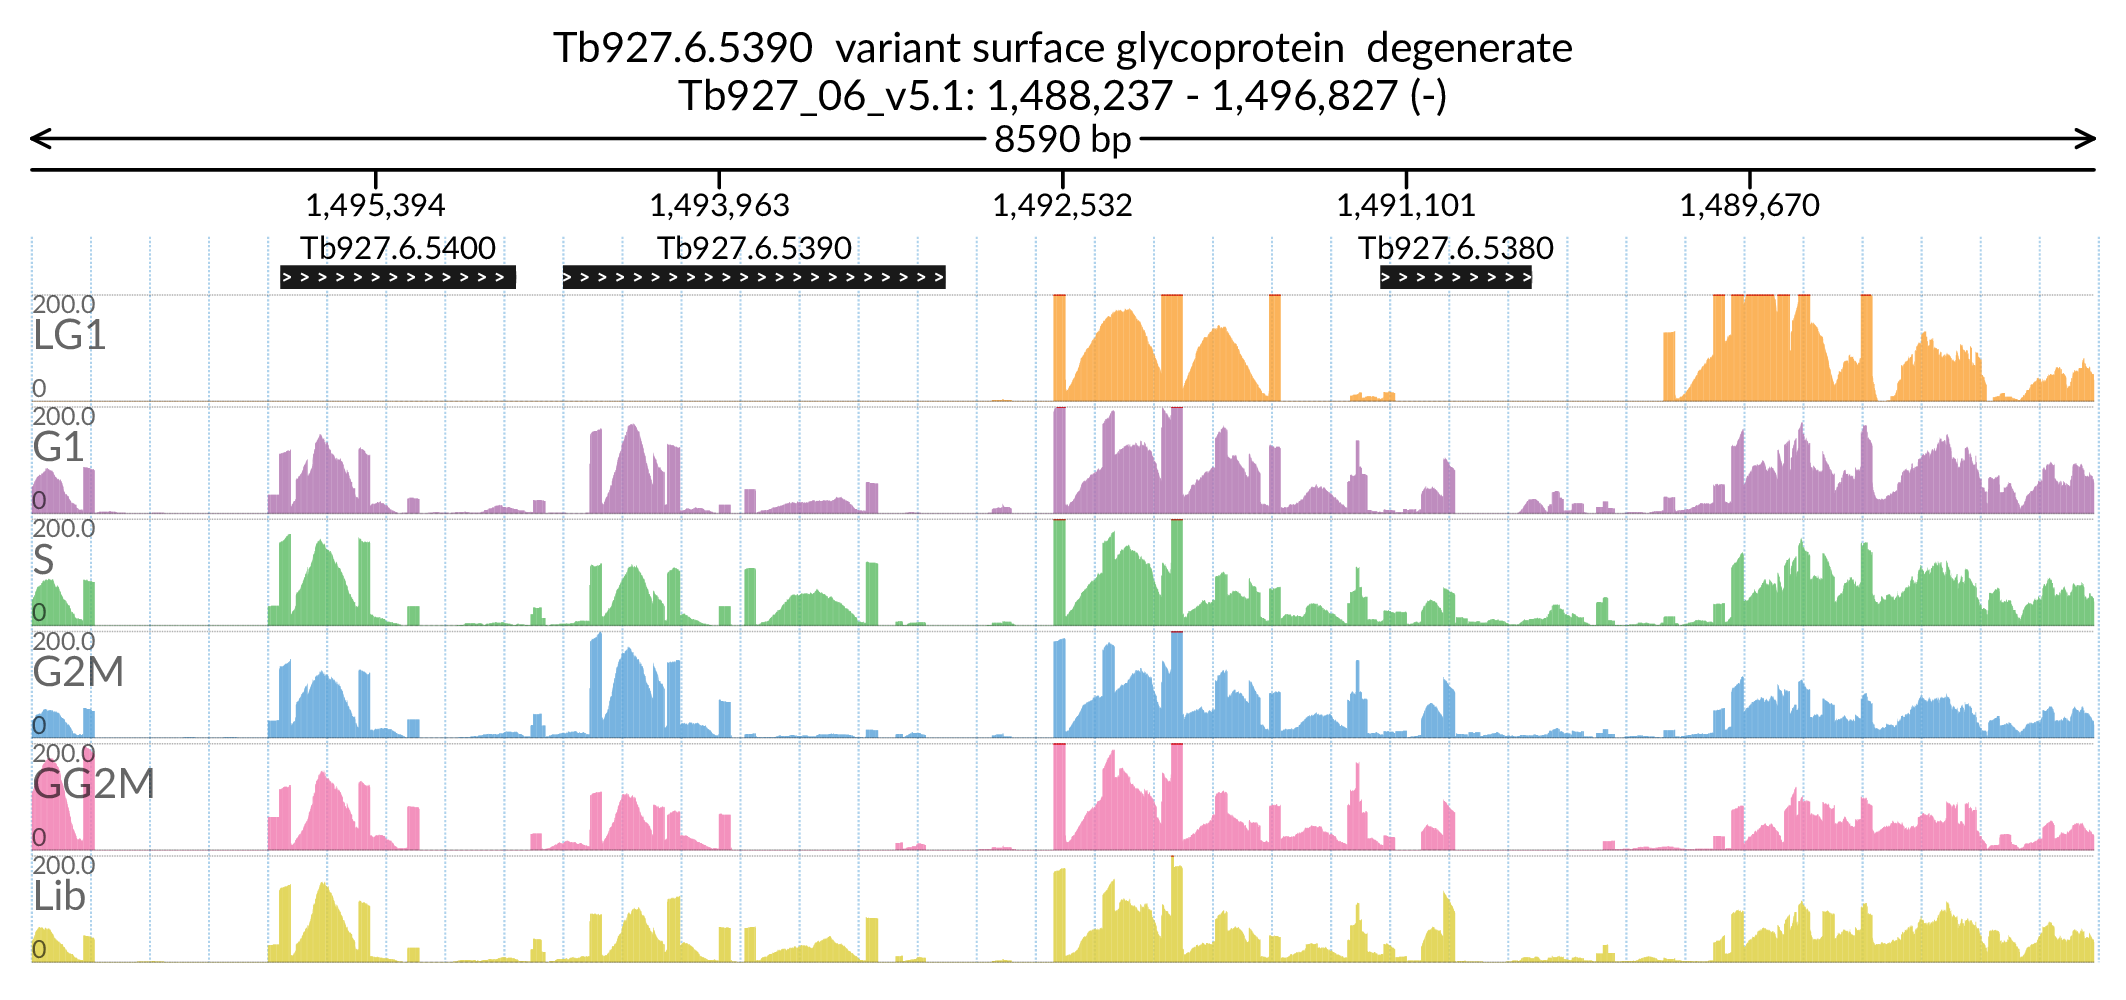 Tb927.6.5390 variant surface glycoprotein degenerate
Tb927_06_v5.1: 1,488,237 - 1,496,827 (-)
8590 bp
1,495,394 1,493,963 1,492,532 1,491,101 1,489,670
Tb927.6.5400 Tb927.6.5390 Tb927.6.5380
200.0
LG1
0
200.0
G1
0
200.0
S
0
200.0
G2M
0
200.0
GG2M
0
200.0
Lib
0